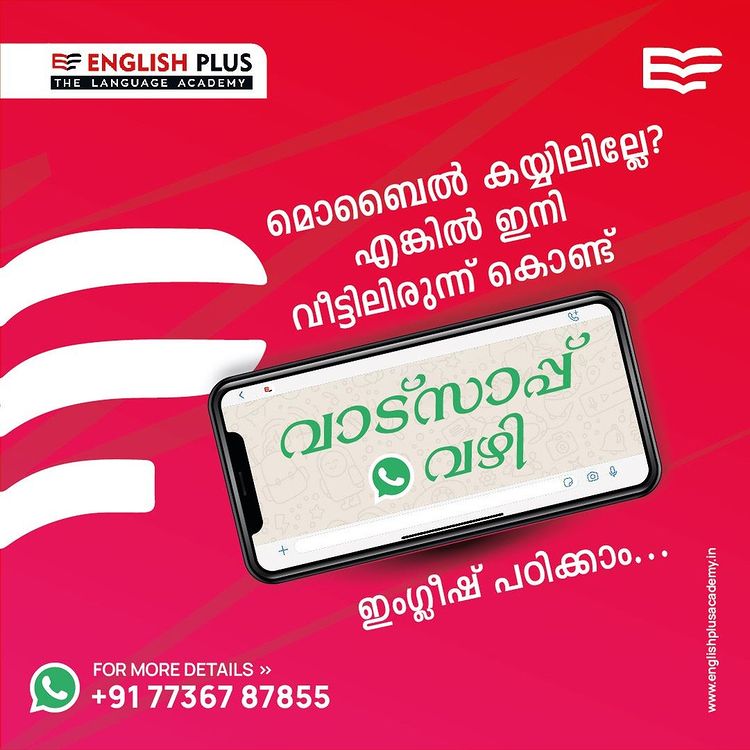 ENGLISH PLUS
THE LANGUAGE ACADEMY
മൊബൈൽ കയ്യിലില്ലേ?
എങ്കിൽ ഇനി
വീട്ടിലിരുന്ന് കൊണ്ട്
വാട്സാപ്പ്
വഴി
ഇംഗ്ലീഷ് പഠിക്കാം...
FOR MORE DETAILS »
+91 77367 87855
www.englishplusacademy.in